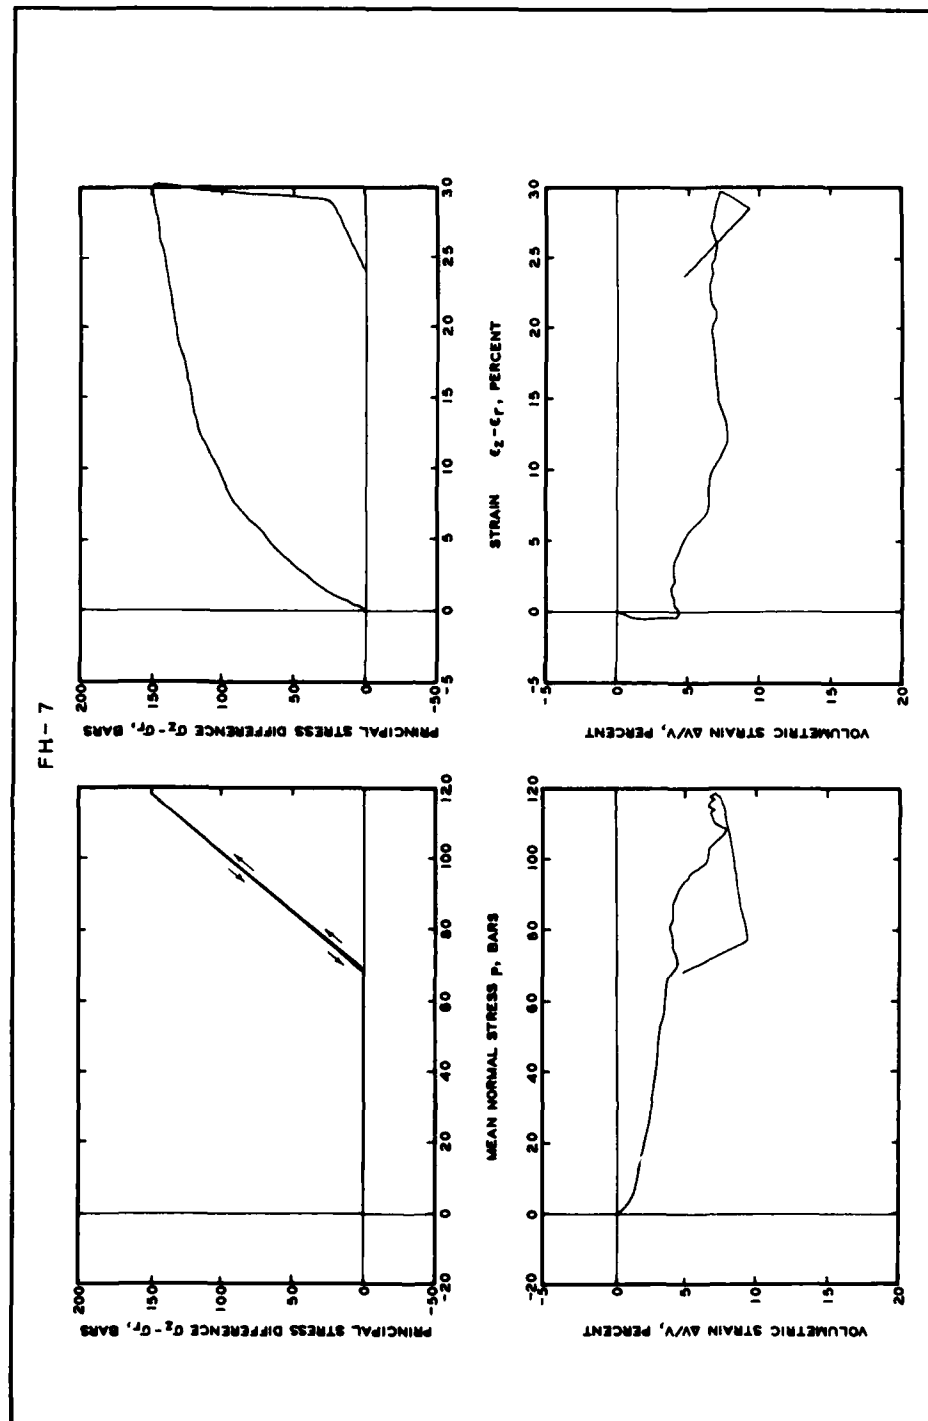 FH-7
200
150
100
50
0
-50
PRINCIPAL STRESS DIFFERENCE σz-σr, BARS
-20 0 20 40 60 80 100 120
200
150
100
50
0
-50
PRINCIPAL STRESS DIFFERENCE σz-σr, BARS
-5 0 5 10 15 20 25 30
MEAN NORMAL STRESS p, BARS
STRAIN εz-εr, PERCENT
-5
0
5
10
15
20
VOLUMETRIC STRAIN ΔV/V, PERCENT
-20 0 20 40 60 80 100 120
-5
0
5
10
15
20
VOLUMETRIC STRAIN ΔV/V, PERCENT
-5 0 5 10 15 20 25 30